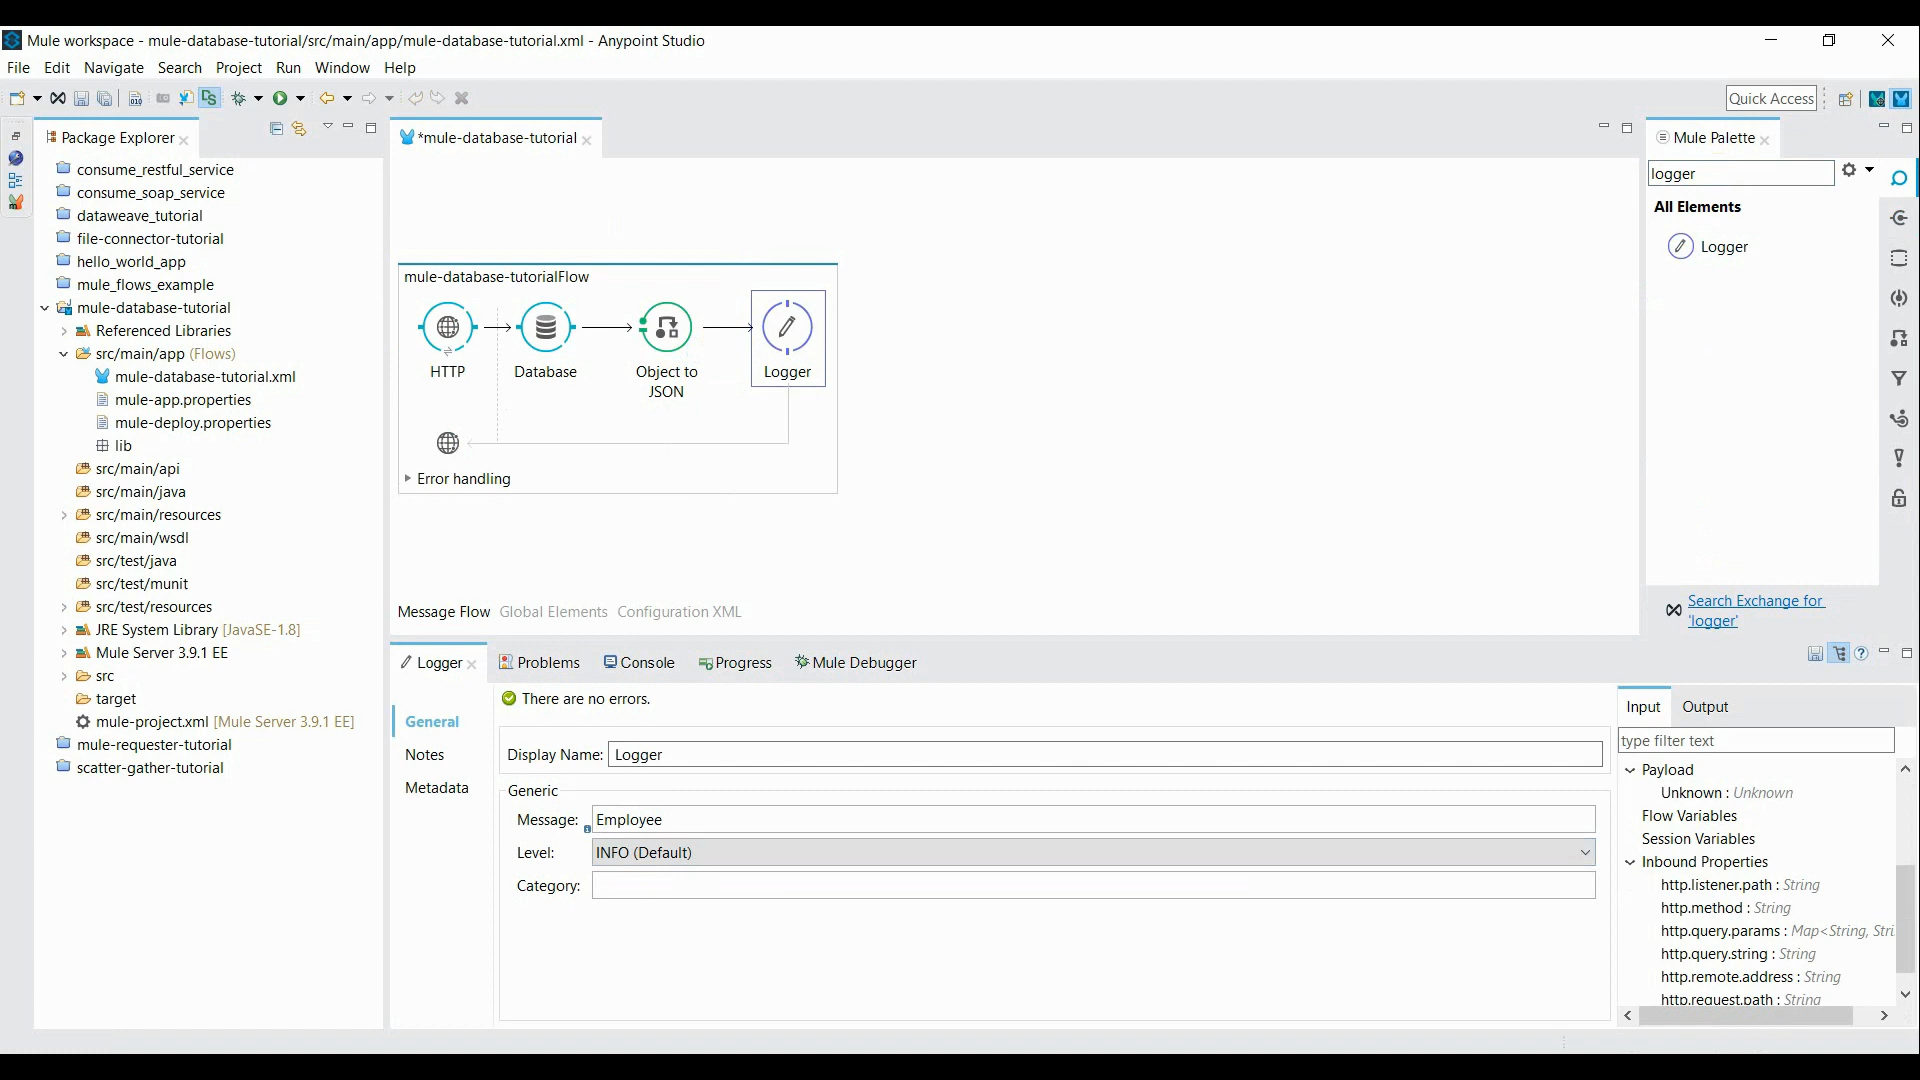 Mule workspace - mule-database-tutorial/src/main/app/mule-database-tutorial.xml - Anypoint Studio
File Edit Navigate Search Project Run Window Help
Quick Access
Package Explorer
consume_restful_service
consume_soap_service
dataweave_tutorial
file-connector-tutorial
hello_world_app
mule_flows_example
mule-database-tutorial
Referenced Libraries
src/main/app (Flows)
mule-database-tutorial.xml
mule-app.properties
mule-deploy.properties
lib
src/main/api
src/main/java
src/main/resources
src/main/wsdl
src/test/java
src/test/munit
src/test/resources
JRE System Library [JavaSE-1.8]
Mule Server 3.9.1 EE
src
target
mule-project.xml [Mule Server 3.9.1 EE]
mule-requester-tutorial
scatter-gather-tutorial
*mule-database-tutorial
mule-database-tutorialFlow
HTTP
Database
Object to
JSON
Logger
Error handling
Message Flow Global Elements Configuration XML
Mule Palette
logger
All Elements
Logger
Search Exchange for
'logger'
Logger Problems Console Progress Mule Debugger
General
Notes
Metadata
There are no errors.
Display Name: Logger
Generic
Message: Employee
Level: INFO (Default)
Category:
Input Output
type filter text
Payload
Unknown : Unknown
Flow Variables
Session Variables
Inbound Properties
http.listener.path : String
http.method : String
http.query.params : Map<String, Stri
http.query.string : String
http.remote.address : String
http.request.path : String